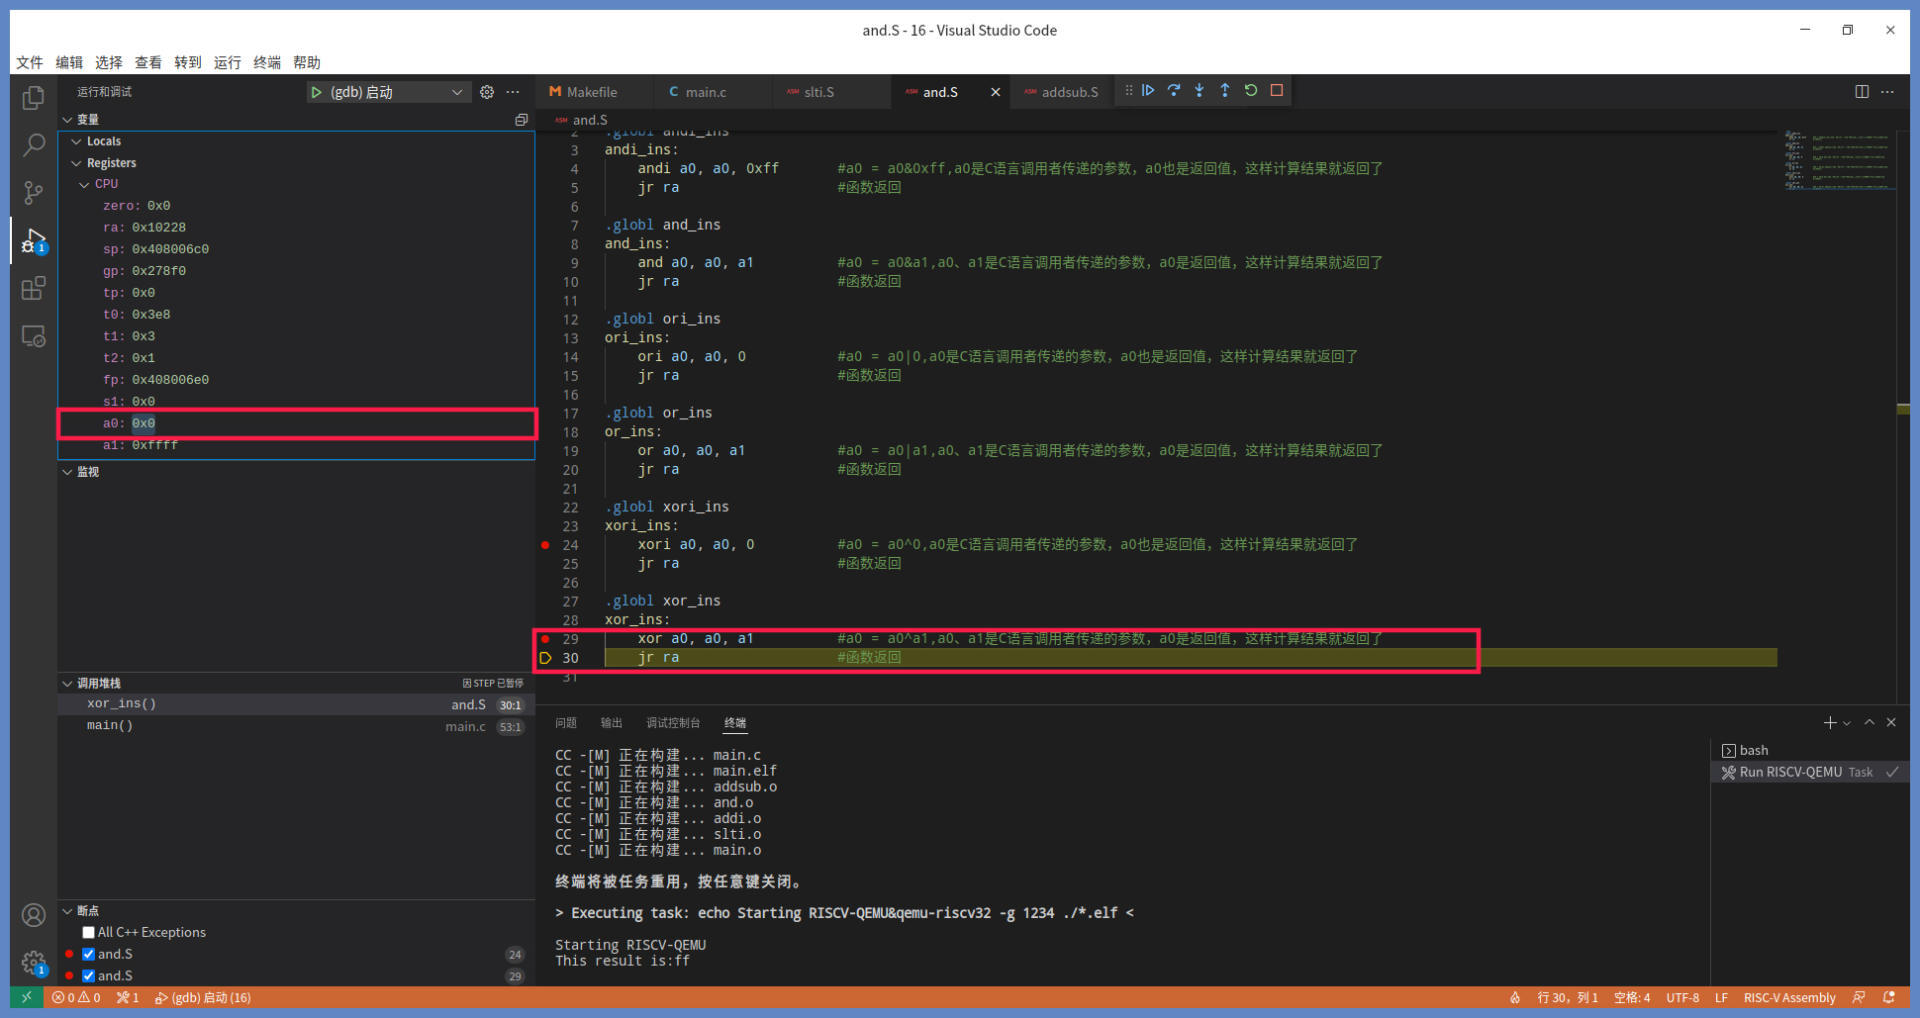 and.S - 16 - Visual Studio Code
文件 编辑 选择 查看 转到 运行 终端 帮助
运行和调试
(gdb) 启动
变量
Locals
Registers
CPU
zero: 0x0
ra: 0x10228
sp: 0x408006c0
gp: 0x278f0
tp: 0x0
t0: 0x3e8
t1: 0x3
t2: 0x1
fp: 0x408006e0
s1: 0x0
a0: 0x0
a1: 0xffff
监视
调用堆栈
因 STEP 已暂停
xor_ins() and.S 30:1
main() main.c 53:1
断点
All C++ Exceptions
and.S 24
and.S 29
M Makefile
C main.c
ASM slti.S
ASM and.S
ASM addsub.S
ASM and.S
2 .globl andi_ins
3 andi_ins:
4 andi a0, a0, 0xff #a0 = a0&0xff,a0是C语言调用者传递的参数，a0也是返回值，这样计算结果就返回了
5 jr ra #函数返回
6
7 .globl and_ins
8 and_ins:
9 and a0, a0, a1 #a0 = a0&a1,a0、a1是C语言调用者传递的参数，a0是返回值，这样计算结果就返回了
10 jr ra #函数返回
11
12 .globl ori_ins
13 ori_ins:
14 ori a0, a0, 0 #a0 = a0|0,a0是C语言调用者传递的参数，a0也是返回值，这样计算结果就返回了
15 jr ra #函数返回
16
17 .globl or_ins
18 or_ins:
19 or a0, a0, a1 #a0 = a0|a1,a0、a1是C语言调用者传递的参数，a0是返回值，这样计算结果就返回了
20 jr ra #函数返回
21
22 .globl xori_ins
23 xori_ins:
24 xori a0, a0, 0 #a0 = a0^0,a0是C语言调用者传递的参数，a0也是返回值，这样计算结果就返回了
25 jr ra #函数返回
26
27 .globl xor_ins
28 xor_ins:
29 xor a0, a0, a1 #a0 = a0^a1,a0、a1是C语言调用者传递的参数，a0是返回值，这样计算结果就返回了
30 jr ra #函数返回
31
问题 输出 调试控制台 终端
CC -[M] 正在构建... main.c
CC -[M] 正在构建... main.elf
CC -[M] 正在构建... addsub.o
CC -[M] 正在构建... and.o
CC -[M] 正在构建... addi.o
CC -[M] 正在构建... slti.o
CC -[M] 正在构建... main.o
终端将被任务重用，按任意键关闭。
> Executing task: echo Starting RISCV-QEMU&qemu-riscv32 -g 1234 ./*.elf <
Starting RISCV-QEMU
This result is:ff
bash
Run RISCV-QEMU Task
1
1
0 0 1 (gdb) 启动 (16)
行 30，列 1 空格: 4 UTF-8 LF RISC-V Assembly